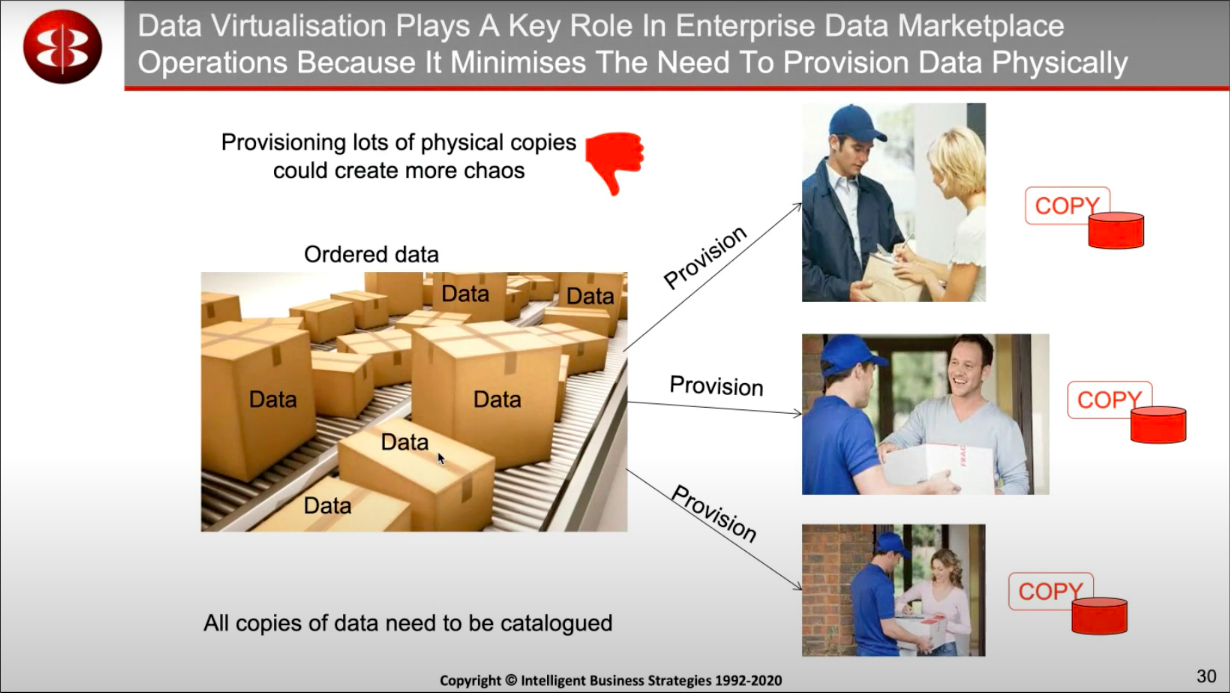 Data Virtualisation Plays A Key Role In Enterprise Data Marketplace
Operations Because It Minimises The Need To Provision Data Physically
Provisioning lots of physical copies
could create more chaos
Ordered data
Data
Data
Data
Data
Data
Data
Provision
Provision
Provision
COPY
COPY
COPY
FRAG
All copies of data need to be catalogued
Copyright © Intelligent Business Strategies 1992-2020
30